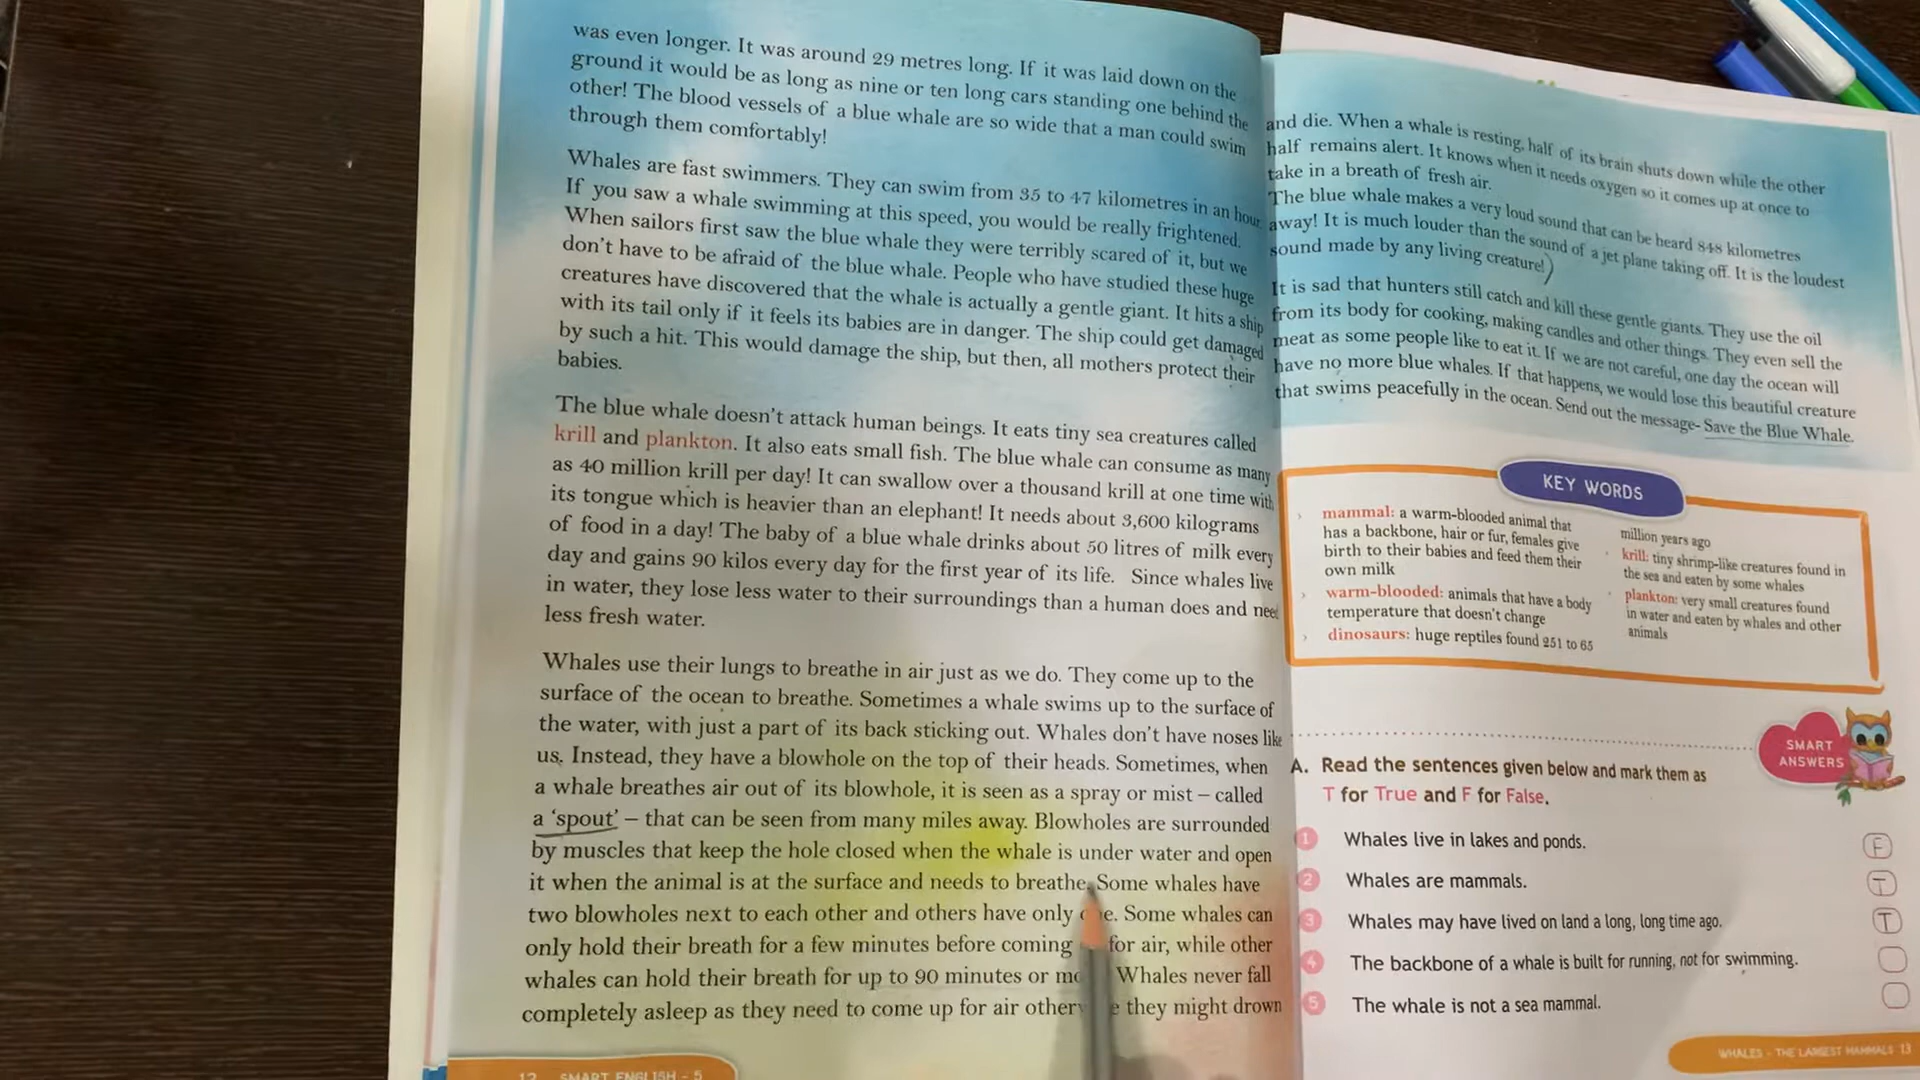 was even longer. It was around 29 metres long. If it was laid down on the
ground it would be as long as nine or ten long cars standing one behind the
other! The blood vessels of a blue whale are so wide that a man could swim
through them comfortably!
Whales are fast swimmers. They can swim from 35 to 47 kilometres in an hour.
If you saw a whale swimming at this speed, you would be really frightened.
When sailors first saw the blue whale they were terribly scared of it, but we
don't have to be afraid of the blue whale. People who have studied these huge
creatures have discovered that the whale is actually a gentle giant. It hits a ship
with its tail only if it feels its babies are in danger. The ship could get damaged
by such a hit. This would damage the ship, but then, all mothers protect their
babies.
The blue whale doesn't attack human beings. It eats tiny sea creatures called
krill and plankton. It also eats small fish. The blue whale can consume as many
as 40 million krill per day! It can swallow over a thousand krill at one time with
its tongue which is heavier than an elephant! It needs about 3,600 kilograms
of food in a day! The baby of a blue whale drinks about 50 litres of milk every
day and gains 90 kilos every day for the first year of its life. Since whales live
in water, they lose less water to their surroundings than a human does and need
less fresh water.
Whales use their lungs to breathe in air just as we do. They come up to the
surface of the ocean to breathe. Sometimes a whale swims up to the surface of
the water, with just a part of its back sticking out. Whales don't have noses like
us. Instead, they have a blowhole on the top of their heads. Sometimes, when
a whale breathes air out of its blowhole, it is seen as a spray or mist – called
a 'spout' – that can be seen from many miles away. Blowholes are surrounded
by muscles that keep the hole closed when the whale is under water and open
it when the animal is at the surface and needs to breathe. Some whales have
two blowholes next to each other and others have only. Some whales can
only hold their breath for a few minutes before coming for air, while other
whales can hold their breath for up to 90 minutes or Whales never fall
completely asleep as they need to come up for air they might drown
12 SMART ENGLISH - 5
and die. When a whale is resting, half of its brain shuts down while the other
half remains alert. It knows when it needs oxygen so it comes up at once to
take in a breath of fresh air.
The blue whale makes a very loud sound that can be heard 848 kilometres
away! It is much louder than the sound of a jet plane taking off. It is the loudest
sound made by any living creature!)
It is sad that hunters still catch and kill these gentle giants. They use the oil
from its body for cooking, making candles and other things. They even sell the
meat as some people like to eat it. If we are not careful, one day the ocean will
have no more blue whales. If that happens, we would lose this beautiful creature
that swims peacefully in the ocean. Send out the message- Save the Blue Whale.
KEY WORDS
mammal: a warm-blooded animal that
has a backbone, hair or fur, females give
birth to their babies and feed them their
own milk
warm-blooded: animals that have a body
temperature that doesn't change
dinosaurs: huge reptiles found 251 to 65
million years ago
krill: tiny shrimp-like creatures found in
the sea and eaten by some whales
plankton: very small creatures found
in water and eaten by whales and other
animals
SMART
ANSWERS
A. Read the sentences given below and mark them as
T for True and F for False.
1 Whales live in lakes and ponds. F
2 Whales are mammals. T
3 Whales may have lived on land a long, long time ago. T
4 The backbone of a whale is built for running, not for swimming.
5 The whale is not a sea mammal.
WHALES - THE LARGEST MAMMALS 13